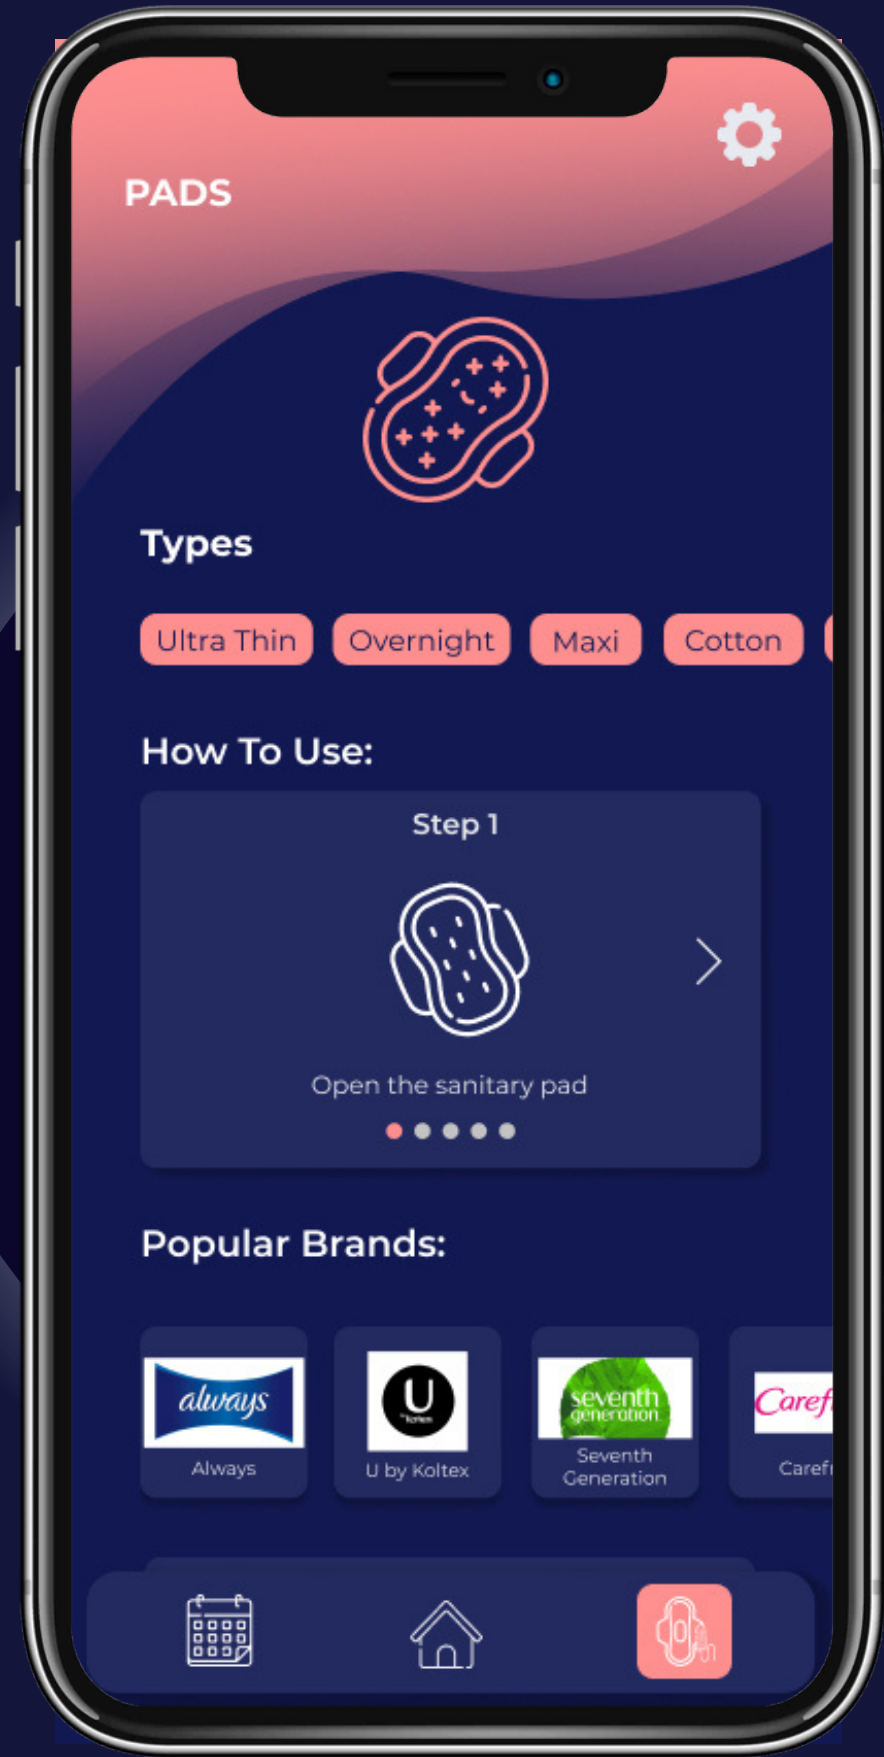 PADS
Types
Ultra Thin Overnight Maxi Cotton
How To Use:
Step 1
Open the sanitary pad
Popular Brands:
always
U
seventh
generation
Always
U by Koltex
Seventh
Generation